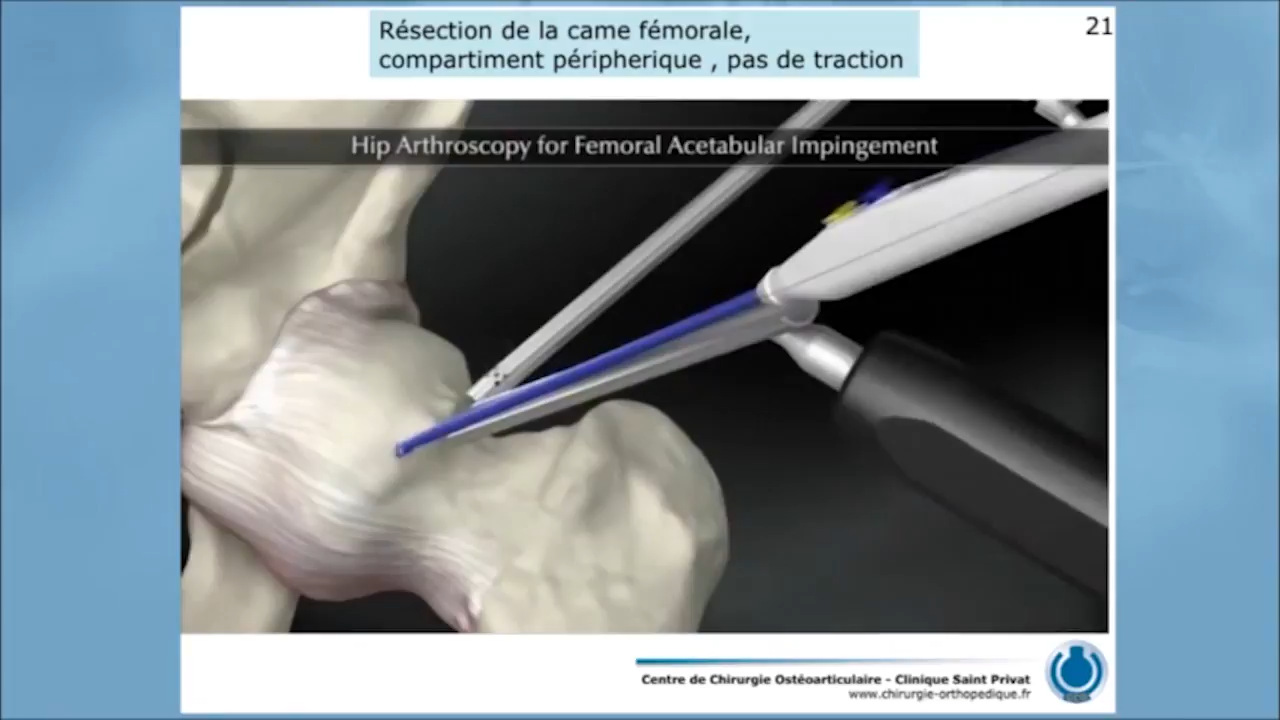 Résection de la came fémorale,
compartiment péripherique , pas de traction
21
Hip Arthroscopy for Femoral Acetabular Impingement
Centre de Chirurgie Ostéoarticulaire - Clinique Saint Privat
www.chirurgie-orthopedique.fr